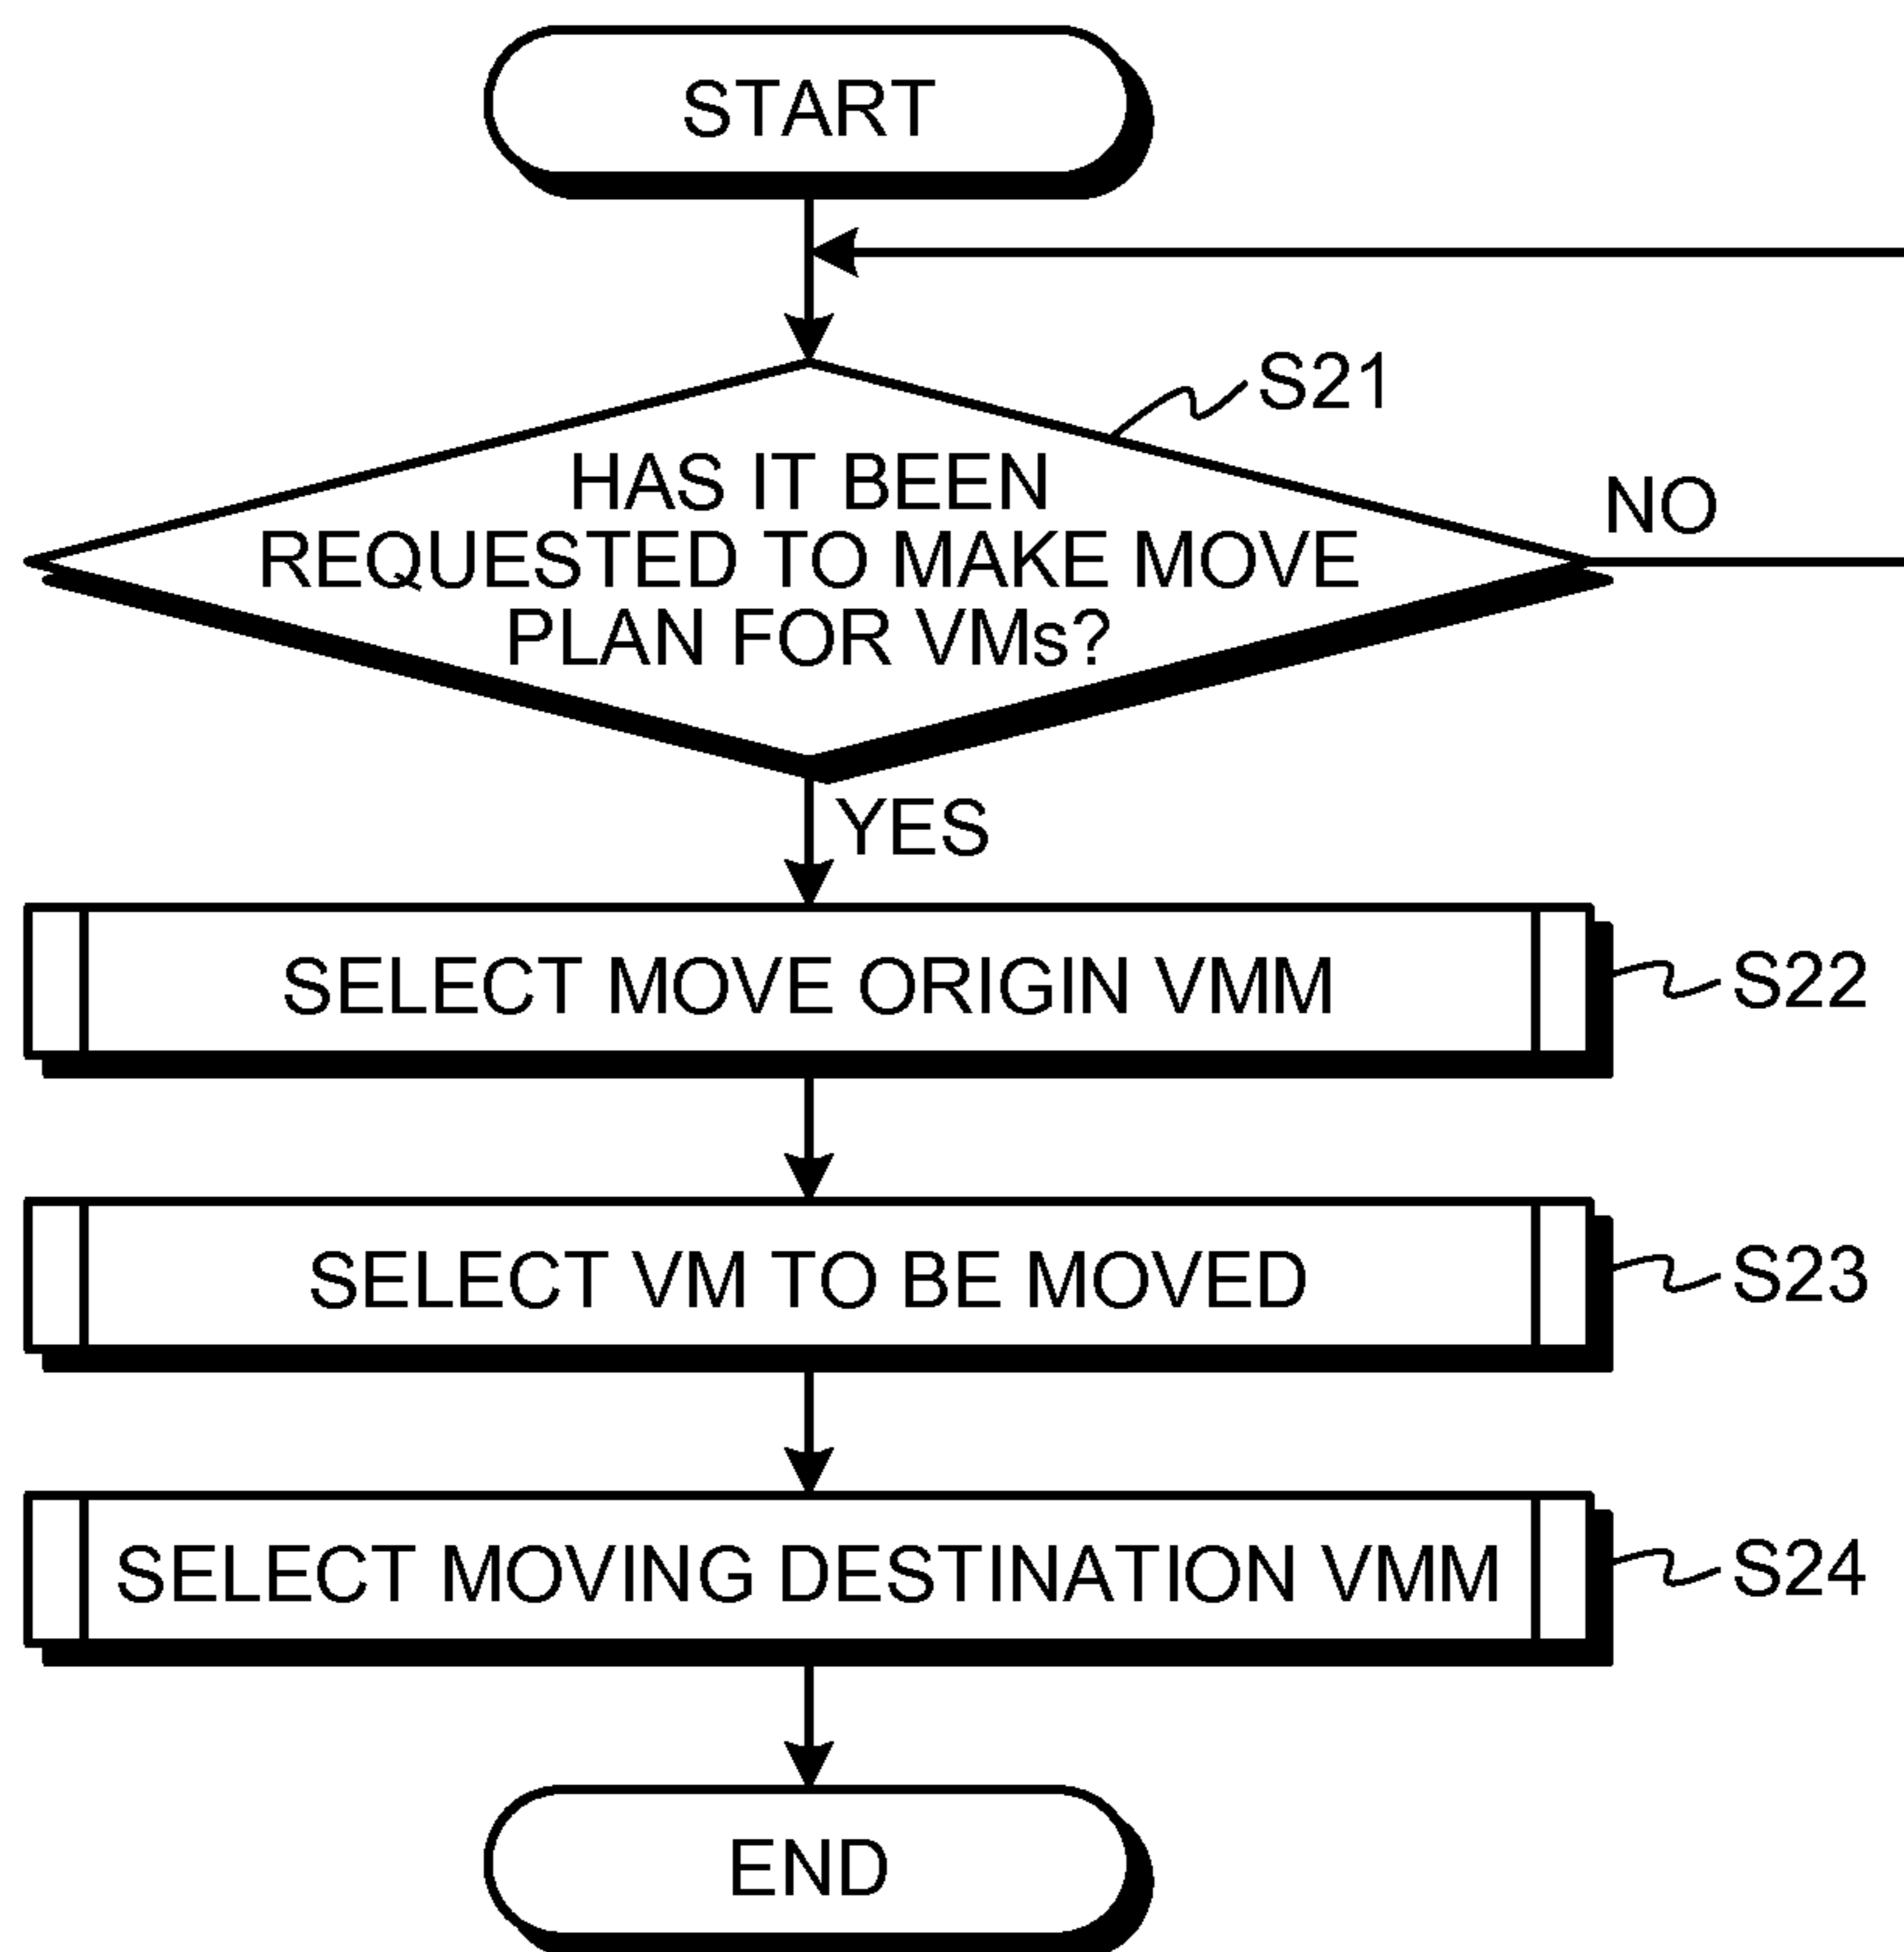 START
S21
HAS IT BEEN
REQUESTED TO MAKE MOVE
PLAN FOR VMs?
NO
YES
SELECT MOVE ORIGIN VMM
S22
SELECT VM TO BE MOVED
S23
SELECT MOVING DESTINATION VMM
S24
END